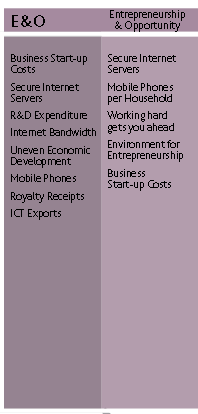 E&O
Entrepreneurship
& Opportunity
Business Start-up
Costs
Secure Internet
Servers
R&D Expenditure
Internet Bandwidth
Uneven Economic
Development
Mobile Phones
Royalty Receipts
ICT Exports
Secure Internet
Servers
Mobile Phones
per Household
Working hard
gets you ahead
Environment for
Entrepreneurship
Business
Start-up Costs